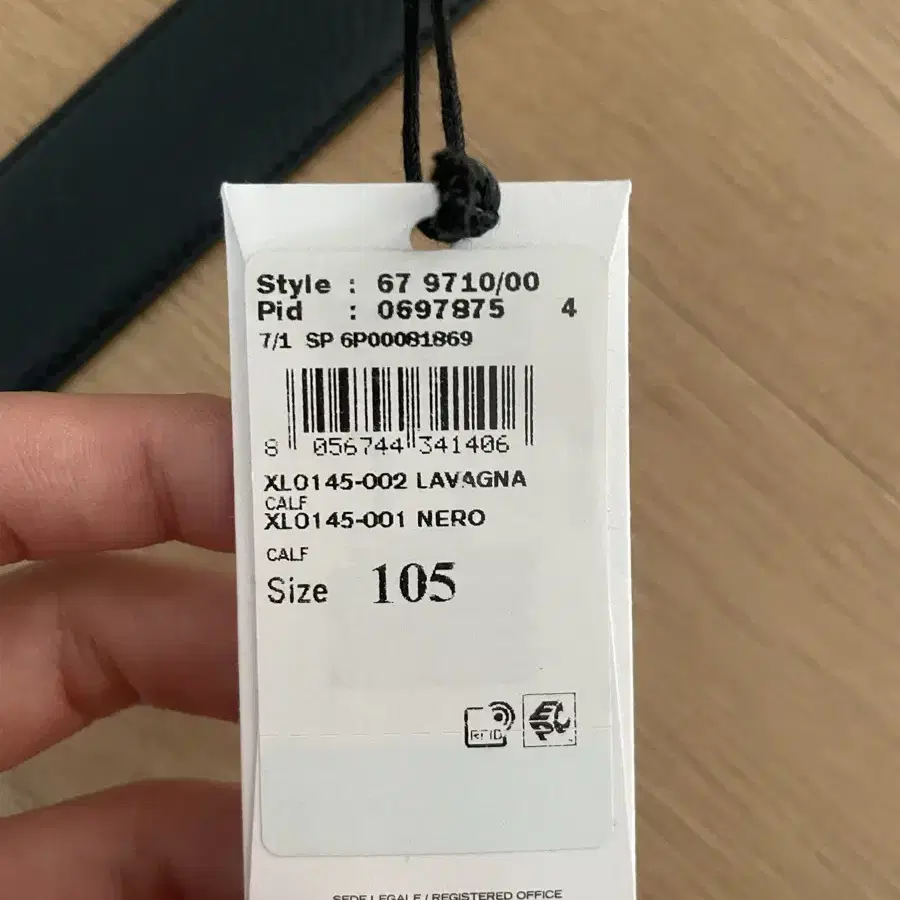 Style : 67 9710/00
Pid : 0697875 4
7/1 SP 6P00081869
8 056744 341406
XL0145-002 LAVAGNA
CALF
XL0145-001 NERO
CALF
Size 105
RFID
EPC
SEDE LEGALE / REGISTERED OFFICE